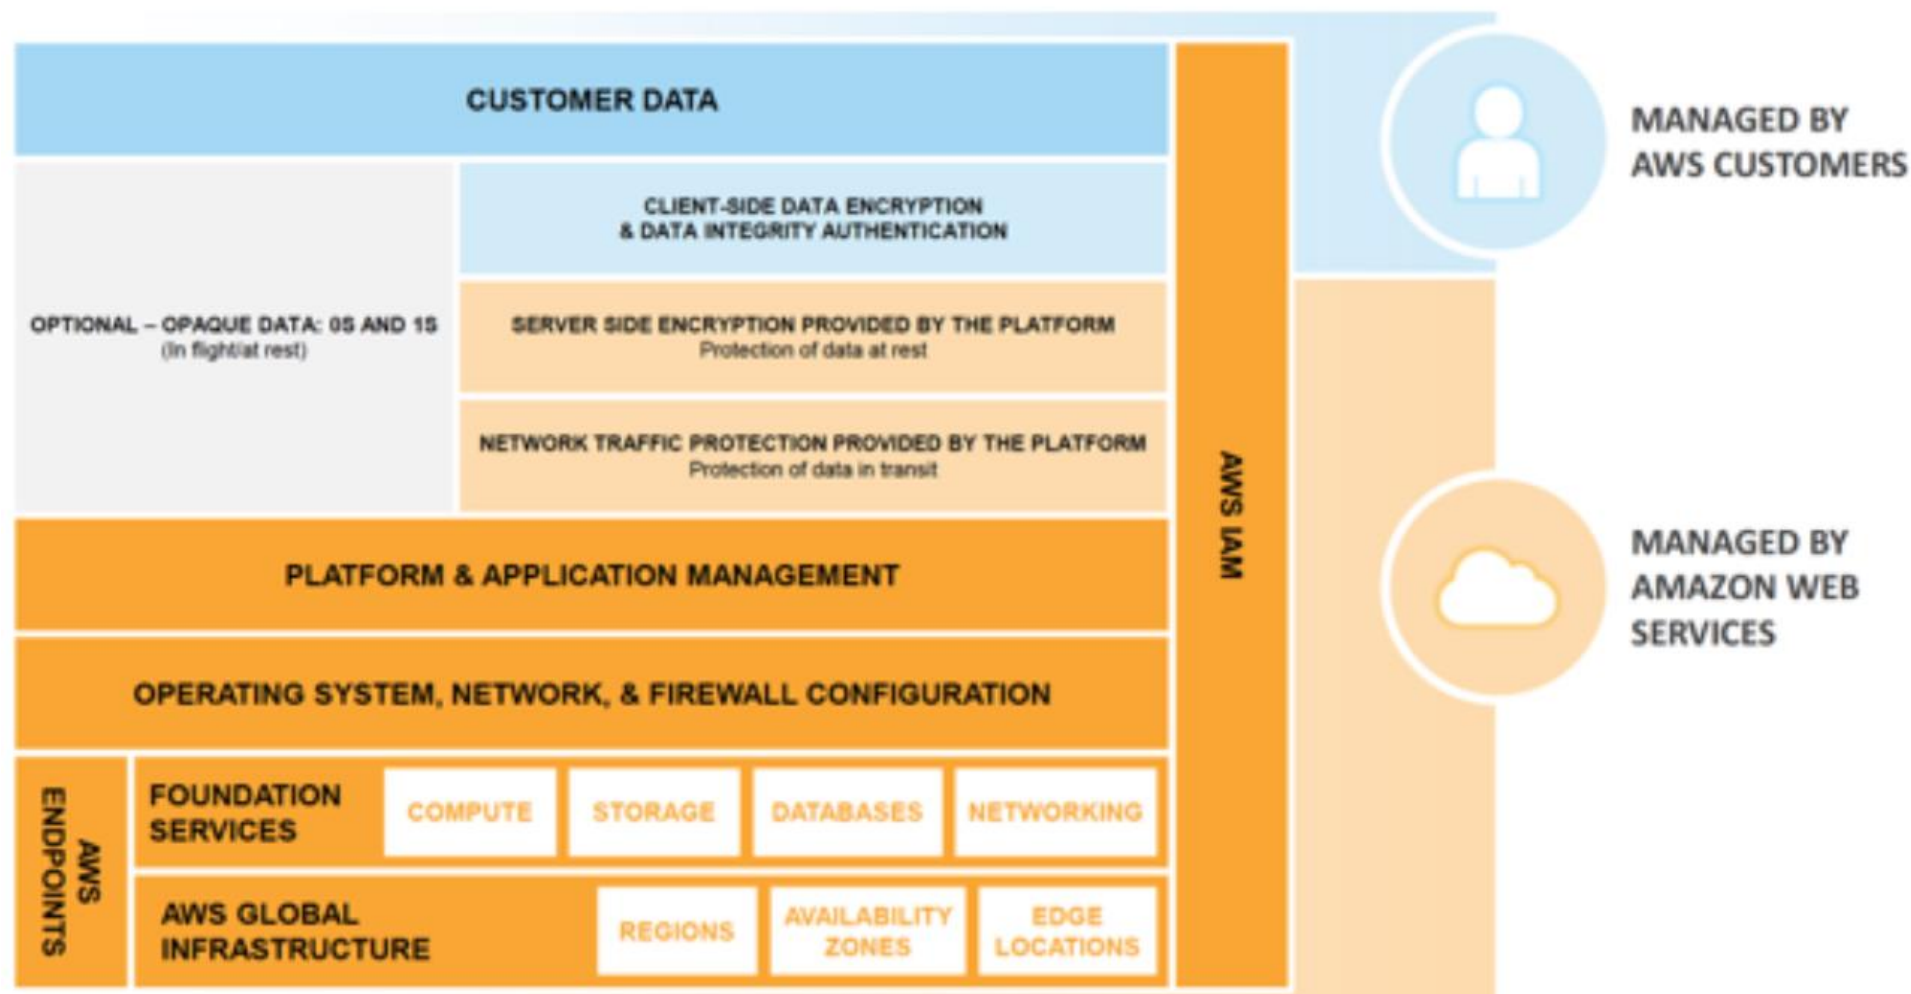 CUSTOMER DATA
MANAGED BY
AWS CUSTOMERS
CLIENT-SIDE DATA ENCRYPTION
& DATA INTEGRITY AUTHENTICATION
OPTIONAL – OPAQUE DATA: 0S AND 1S
(In flight/at rest)
SERVER SIDE ENCRYPTION PROVIDED BY THE PLATFORM
Protection of data at rest
NETWORK TRAFFIC PROTECTION PROVIDED BY THE PLATFORM
Protection of data in transit
AWS IAM
MANAGED BY
AMAZON WEB
SERVICES
PLATFORM & APPLICATION MANAGEMENT
OPERATING SYSTEM, NETWORK, & FIREWALL CONFIGURATION
AWS
ENDPOINTS
FOUNDATION
SERVICES
COMPUTE
STORAGE
DATABASES
NETWORKING
AWS GLOBAL
INFRASTRUCTURE
REGIONS
AVAILABILITY
ZONES
EDGE
LOCATIONS